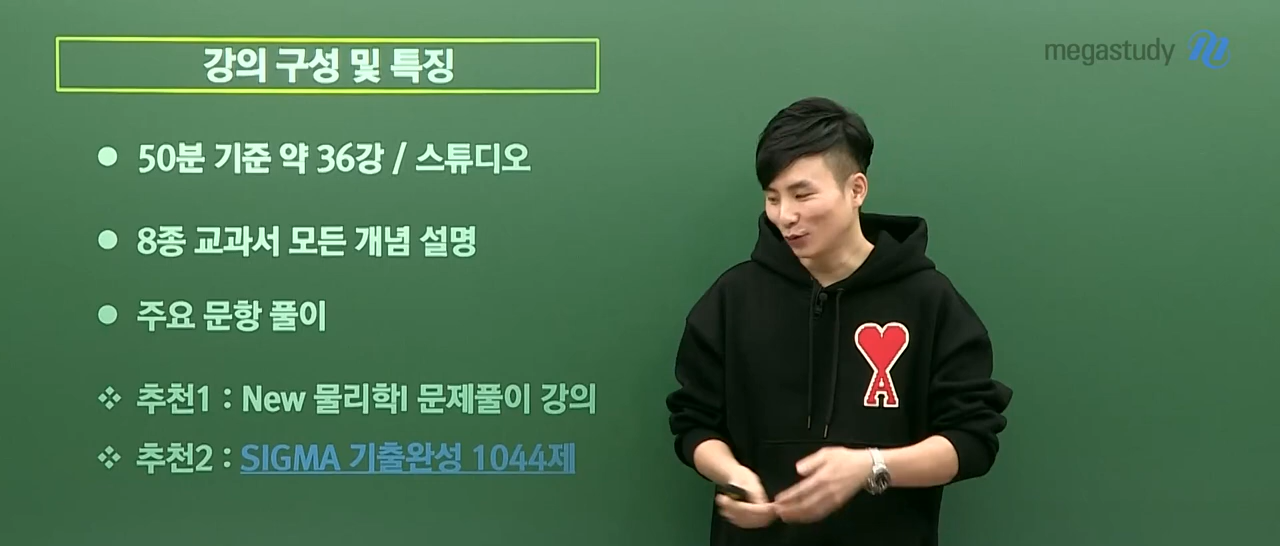 강의 구성 및 특징
megastudy
50분 기준 약 36강 / 스튜디오
8종 교과서 모든 개념 설명
주요 문항 풀이
추천1 : New 물리학I 문제풀이 강의
추천2 : SIGMA 기출완성 1044제
A